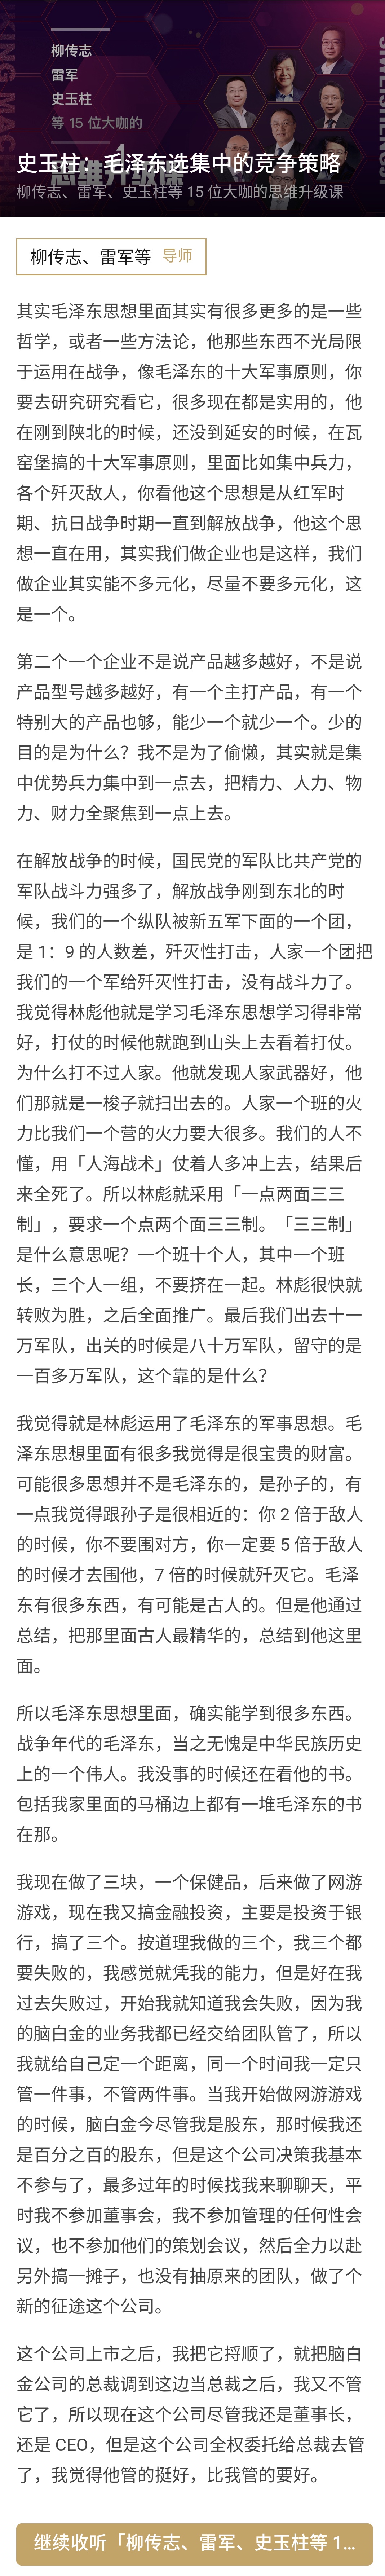 柳传志
雷军
史玉柱
等 15 位大咖的
史玉柱：毛泽东选集中的竞争策略
柳传志、雷军、史玉柱等 15 位大咖的思维升级课
柳传志、雷军等 导师
其实毛泽东思想里面其实有很多更多的是一些
哲学，或者一些方法论，他那些东西不光局限
于运用在战争，像毛泽东的十大军事原则，你
要去研究研究看它，很多现在都是实用的，他
在刚到陕北的时候，还没到延安的时候，在瓦
窑堡搞的十大军事原则，里面比如集中兵力，
各个歼灭敌人，你看他这个思想是从红军时
期、抗日战争时期一直到解放战争，他这个思
想一直在用，其实我们做企业也是这样，我们
做企业其实能不多元化，尽量不要多元化，这
是一个。
第二个一个企业不是说产品越多越好，不是说
产品型号越多越好，有一个主打产品，有一个
特别大的产品也够，能少一个就少一个。少的
目的是为什么？我不是为了偷懒，其实就是集
中优势兵力集中到一点去，把精力、人力、物
力、财力全聚焦到一点上去。
在解放战争的时候，国民党的军队比共产党的
军队战斗力强多了，解放战争刚到东北的时
候，我们的一个纵队被新五军下面的一个团，
是 1：9 的人数差，歼灭性打击，人家一个团把
我们的一个军给歼灭性打击，没有战斗力了。
我觉得林彪他就是学习毛泽东思想学习得非常
好，打仗的时候他就跑到山头上去看着打仗。
为什么打不过人家。他就发现人家武器好，他
们那就是一梭子就扫出去的。人家一个班的火
力比我们一个营的火力要大很多。我们的人不
懂，用「人海战术」仗着人多冲上去，结果后
来全死了。所以林彪就采用「一点两面三三
制」，要求一个点两个面三三制。「三三制」
是什么意思呢？一个班十个人，其中一个班
长，三个人一组，不要挤在一起。林彪很快就
转败为胜，之后全面推广。最后我们出去十一
万军队，出关的时候是八十万军队，留守的是
一百多万军队，这个靠的是什么？
我觉得就是林彪运用了毛泽东的军事思想。毛
泽东思想里面有很多我觉得是很宝贵的财富。
可能很多思想并不是毛泽东的，是孙子的，有
一点我觉得跟孙子是很相近的：你 2 倍于敌人
的时候，你不要围对方，你一定要 5 倍于敌人
的时候才去围他，7 倍的时候就歼灭它。毛泽
东有很多东西，有可能是古人的。但是他通过
总结，把那里面古人最精华的，总结到他这里
面。
所以毛泽东思想里面，确实能学到很多东西。
战争年代的毛泽东，当之无愧是中华民族历史
上的一个伟人。我没事的时候还在看他的书。
包括我家里面的马桶边上都有一堆毛泽东的书
在那。
我现在做了三块，一个保健品，后来做了网游
游戏，现在我又搞金融投资，主要是投资于银
行，搞了三个。按道理我做的三个，我三个都
要失败的，我感觉就凭我的能力，但是好在我
过去失败过，开始我就知道我会失败，因为我
的脑白金的业务我都已经交给团队管了，所以
我就给自己定一个距离，同一个时间我一定只
管一件事，不管两件事。当我开始做网游游戏
的时候，脑白金今尽管我是股东，那时候我还
是百分之百的股东，但是这个公司决策我基本
不参与了，最多过年的时候找我来聊聊天，平
时我不参加董事会，我不参加管理的任何性会
议，也不参加他们的策划会议，然后全力以赴
另外搞一摊子，也没有抽原来的团队，做了个
新的征途这个公司。
这个公司上市之后，我把它捋顺了，就把脑白
金公司的总裁调到这边当总裁之后，我又不管
它了，所以现在这个公司尽管我还是董事长，
还是 CEO，但是这个公司全权委托给总裁去管
了，我觉得他管的挺好，比我管的要好。
继续收听「柳传志、雷军、史玉柱等 1...